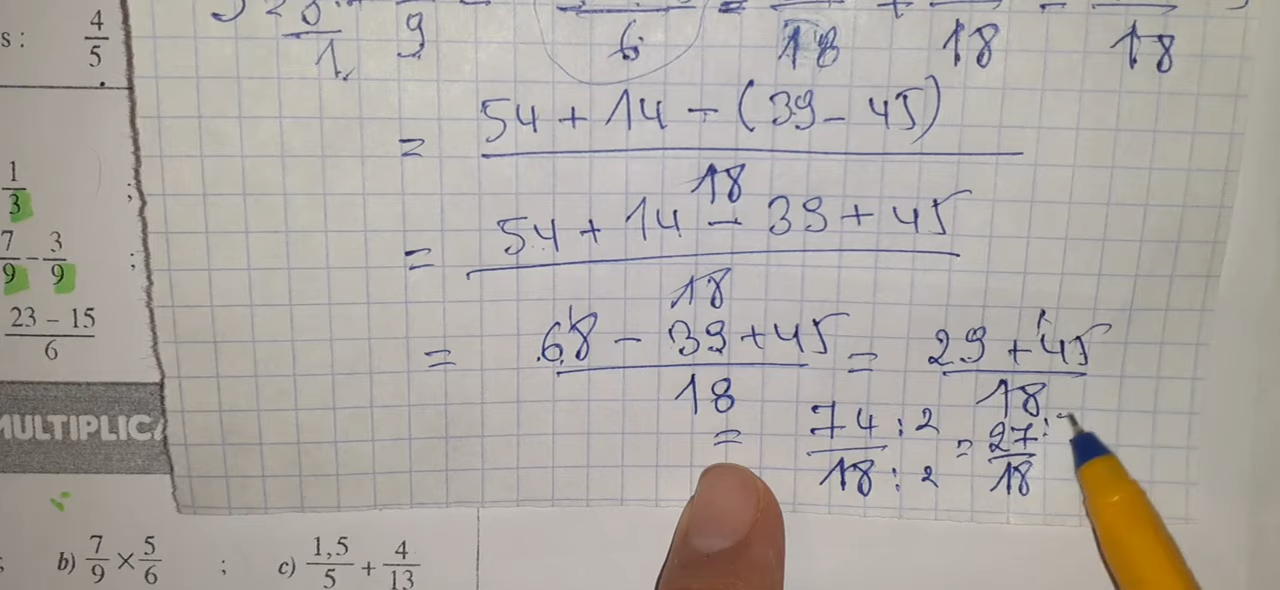 s : 4/5
9 6 18 18 18
= (54 + 14 - (39 - 45))/18
1/3 ;
= (54 + 14 - 39 + 45)/18
7/9 - 3/9 ;
(23 - 15)/6
= (68 - 39 + 45)/18 = (29 + 45)/18
= 74 : 2/18 : 2 = 27 :/18
MULTIPLICA
; b) 7/9 × 5/6 ; c) 1,5/5 + 4/13